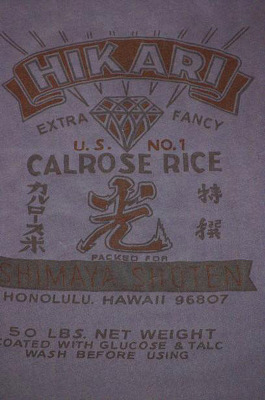 HIKARI
EXTRA FANCY
U.S. NO.1
CALROSE RICE
カルローズ米
光
特撰
PACKED FOR
SHIMAYA SHOTEN
HONOLULU, HAWAII 96807
50 LBS. NET WEIGHT
COATED WITH GLUCOSE & TALC
WASH BEFORE USING